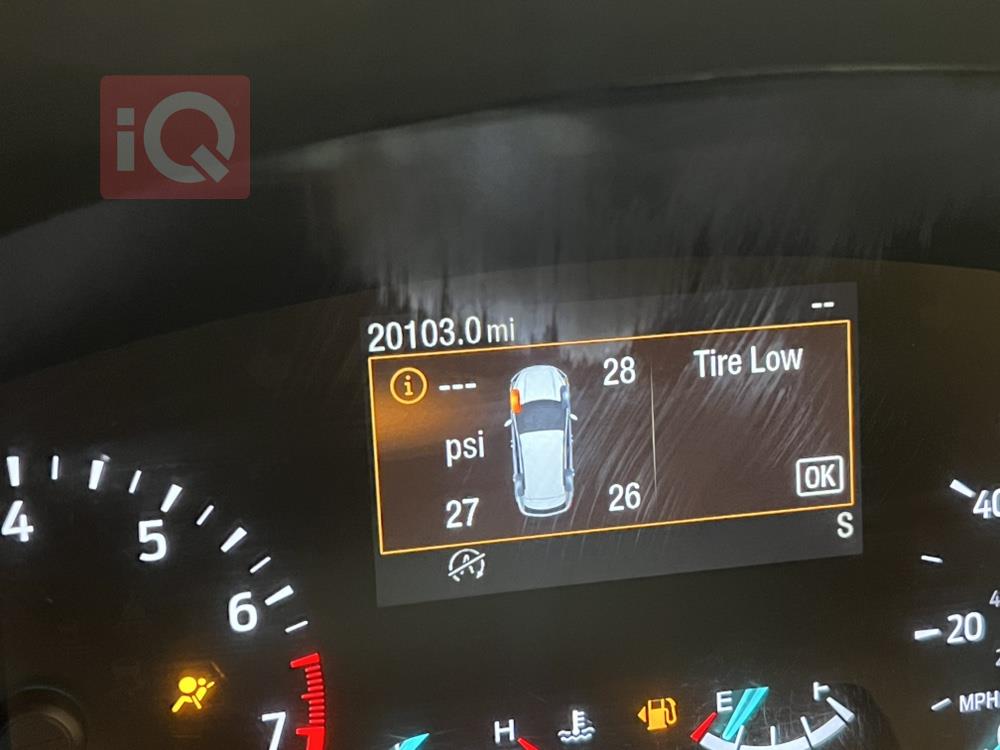 iQ
--
20103.0 mi
i --- 28 Tire Low
psi
27 26 OK
S
A
4 5 6 7
H
E F
40
20
MPH